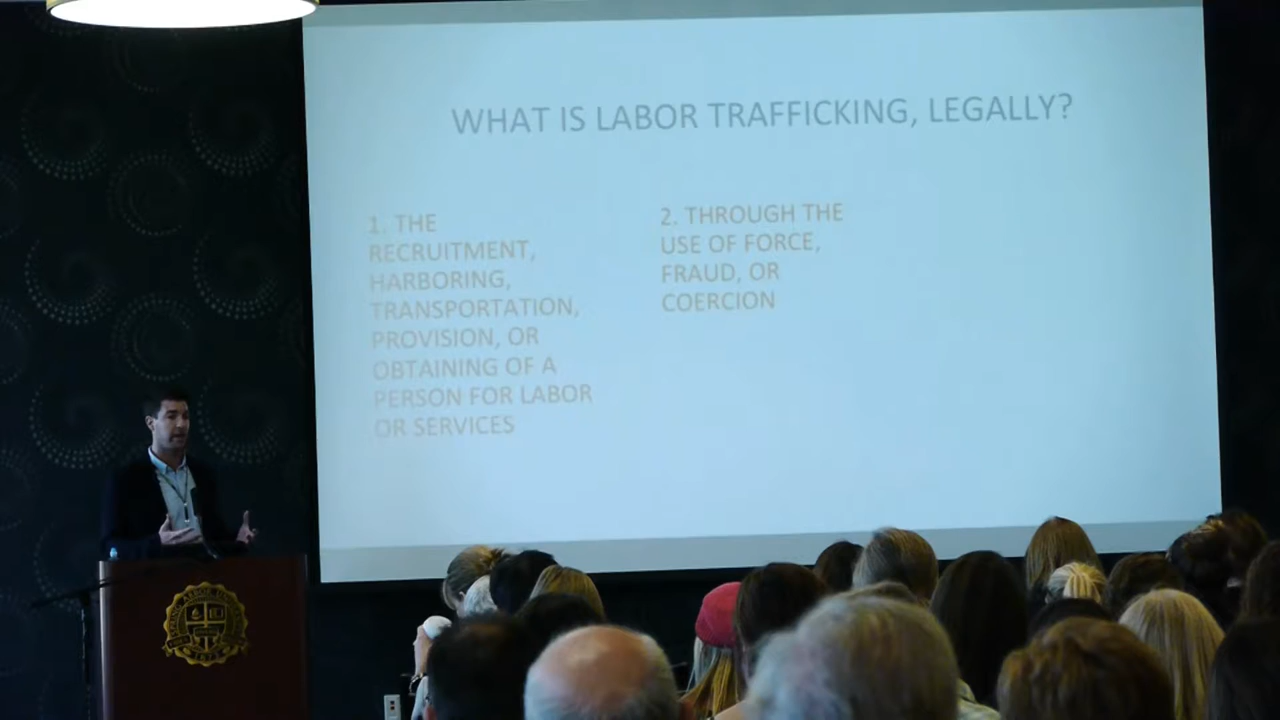 WHAT IS LABOR TRAFFICKING, LEGALLY?
1. THE
RECRUITMENT,
HARBORING,
TRANSPORTATION,
PROVISION, OR
OBTAINING OF A
PERSON FOR LABOR
OR SERVICES
2. THROUGH THE
USE OF FORCE,
FRAUD, OR
COERCION